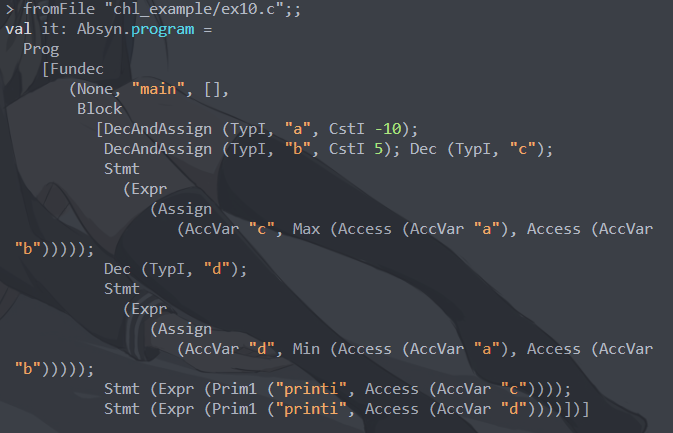 > fromFile "chl_example/ex10.c";;
val it: Absyn.program =
  Prog
    [Fundec
       (None, "main", [],
        Block
          [DecAndAssign (TypI, "a", CstI -10);
           DecAndAssign (TypI, "b", CstI 5); Dec (TypI, "c");
           Stmt
             (Expr
                (Assign
                   (AccVar "c", Max (Access (AccVar "a"), Access (AccVar
"b")))));
           Dec (TypI, "d");
           Stmt
             (Expr
                (Assign
                   (AccVar "d", Min (Access (AccVar "a"), Access (AccVar
"b")))));
           Stmt (Expr (Prim1 ("printi", Access (AccVar "c"))));
           Stmt (Expr (Prim1 ("printi", Access (AccVar "d"))))])]